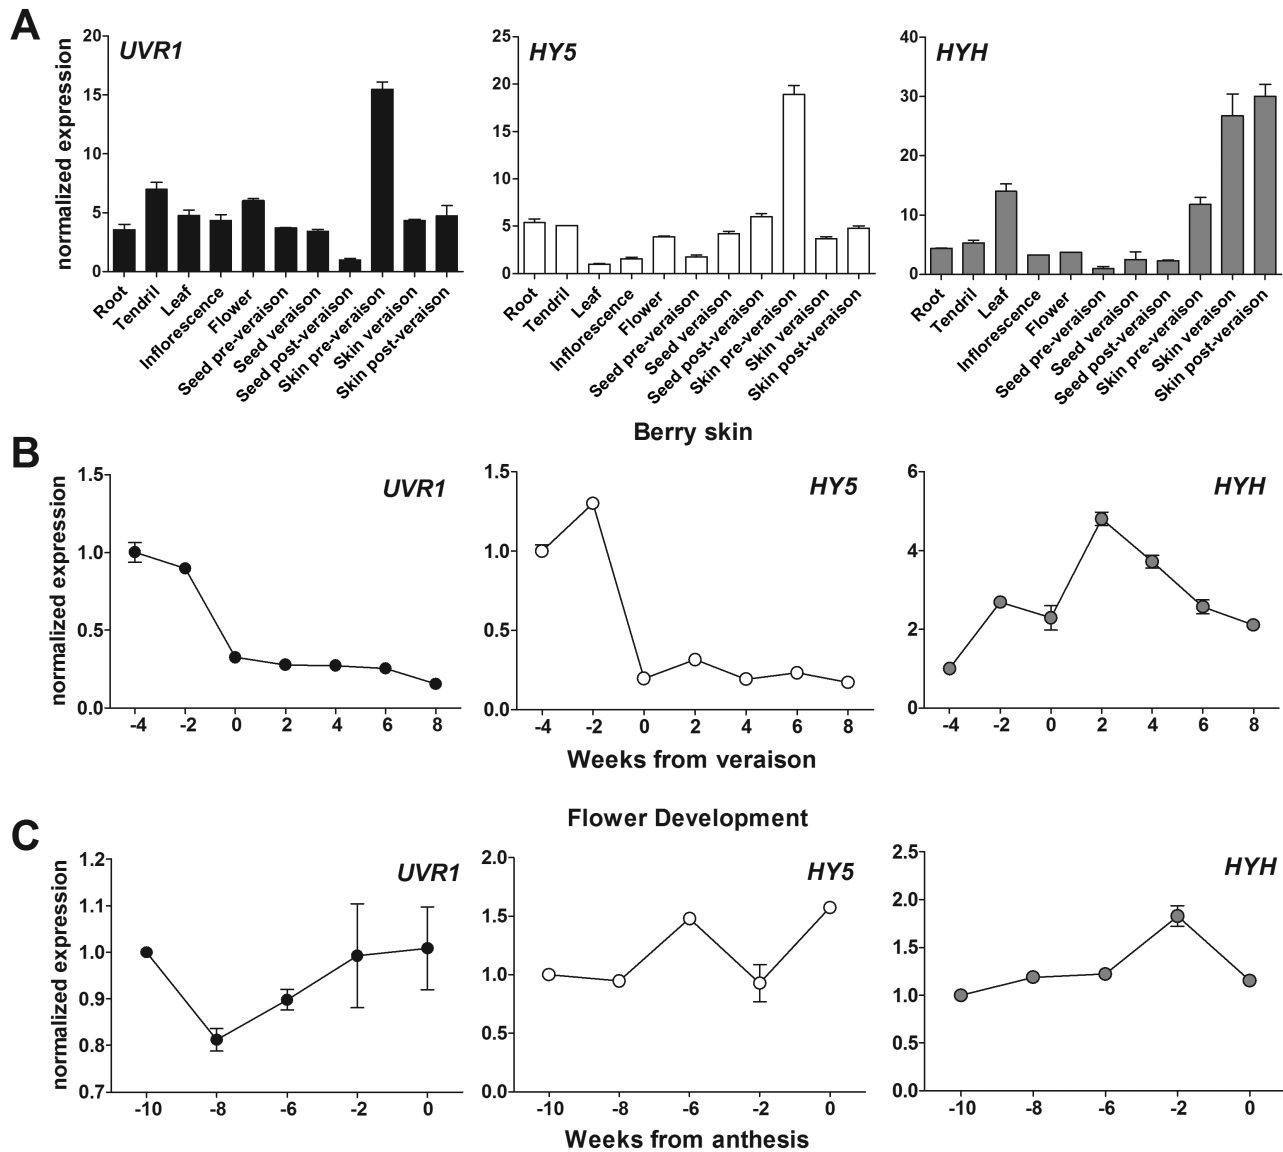 A
UVR1
HY5
HYH
normalized expression
20
15
10
5
0
25
20
15
10
5
0
40
30
20
10
0
Root
Tendril
Leaf
Inflorescence
Flower
Seed pre-veraison
Seed veraison
Seed post-veraison
Skin pre-veraison
Skin veraison
Skin post-veraison
Root
Tendril
Leaf
Inflorescence
Flower
Seed pre-veraison
Seed veraison
Seed post-veraison
Skin pre-veraison
Skin veraison
Skin post-veraison
Root
Tendril
Leaf
Inflorescence
Flower
Seed pre-veraison
Seed veraison
Seed post-veraison
Skin pre-veraison
Skin veraison
Skin post-veraison
Berry skin
B
UVR1
HY5
HYH
normalized expression
1.5
1.0
0.5
0.0
1.5
1.0
0.5
0.0
6
4
2
0
-4 -2 0 2 4 6 8
-4 -2 0 2 4 6 8
-4 -2 0 2 4 6 8
Weeks from veraison
Flower Development
C
UVR1
HY5
HYH
normalized expression
1.2
1.1
1.0
0.9
0.8
0.7
2.0
1.5
1.0
0.5
0.0
2.5
2.0
1.5
1.0
0.5
0.0
-10 -8 -6 -2 0
-10 -8 -6 -2 0
-10 -8 -6 -2 0
Weeks from anthesis